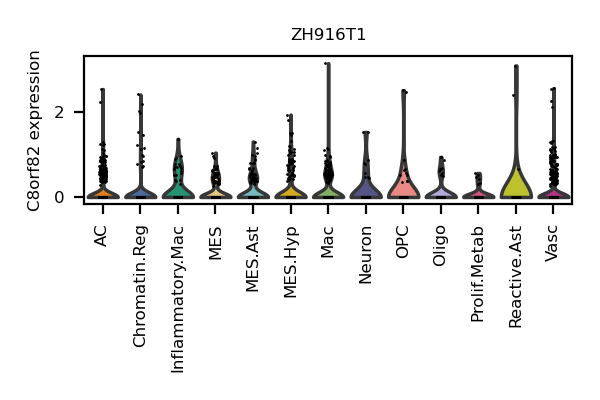 ZH916T1
C8orf82 expression
2
0
AC
Chromatin.Reg
Inflammatory.Mac
MES
MES.Ast
MES.Hyp
Mac
Neuron
OPC
Oligo
Prolif.Metab
Reactive.Ast
Vasc